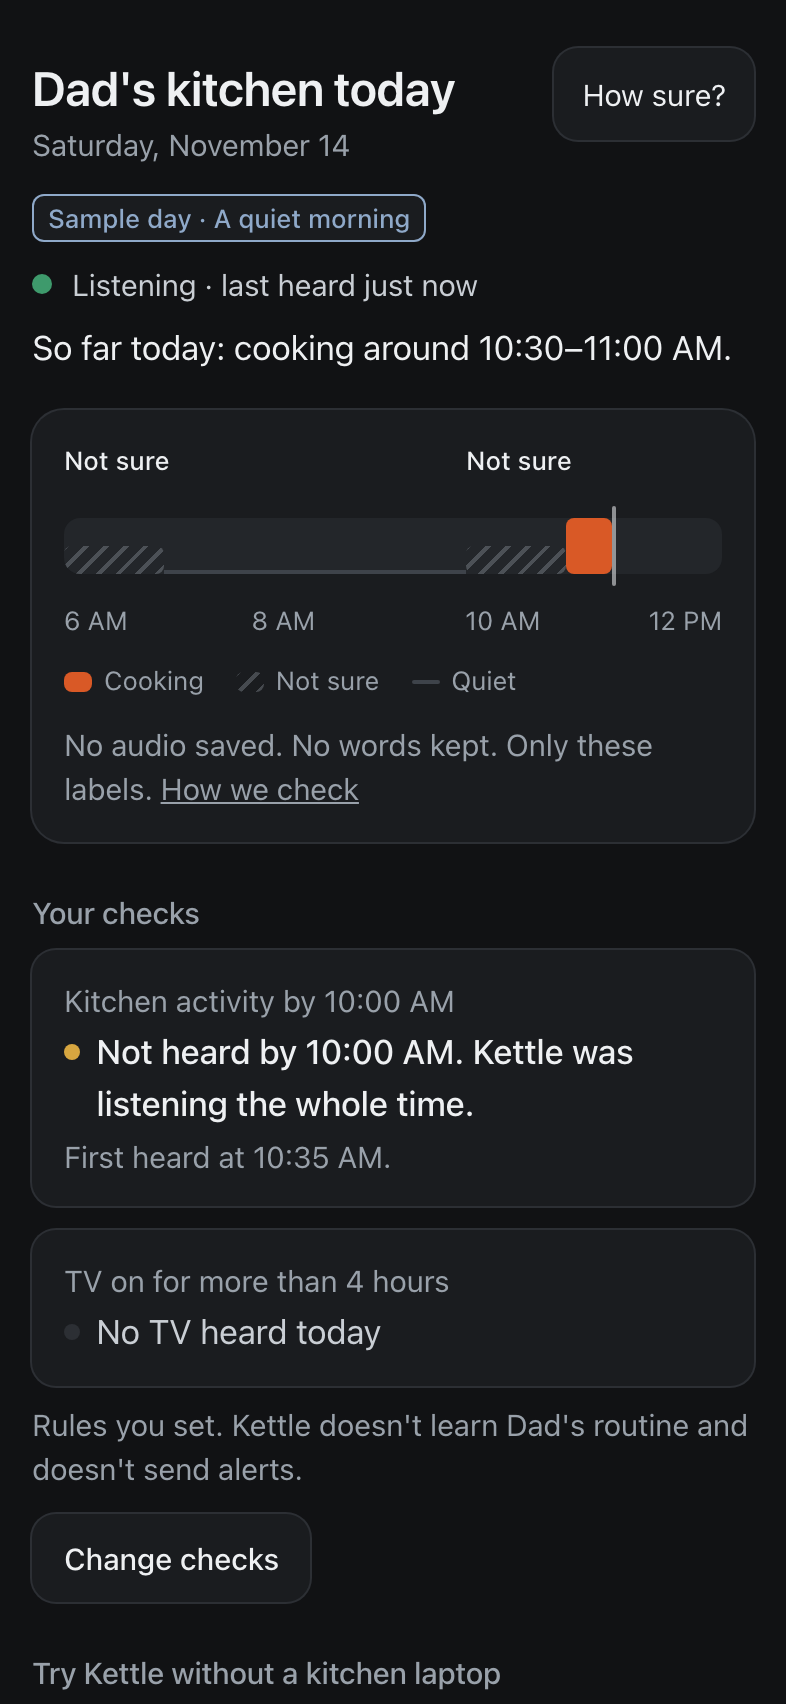 Dad's kitchen today
How sure?
Saturday, November 14
Sample day · A quiet morning
Listening · last heard just now
So far today: cooking around 10:30–11:00 AM.
Not sure
Not sure
6 AM
8 AM
10 AM
12 PM
Cooking
Not sure
Quiet
No audio saved. No words kept. Only these
labels. How we check
Your checks
Kitchen activity by 10:00 AM
Not heard by 10:00 AM. Kettle was
listening the whole time.
First heard at 10:35 AM.
TV on for more than 4 hours
No TV heard today
Rules you set. Kettle doesn't learn Dad's routine and
doesn't send alerts.
Change checks
Try Kettle without a kitchen laptop